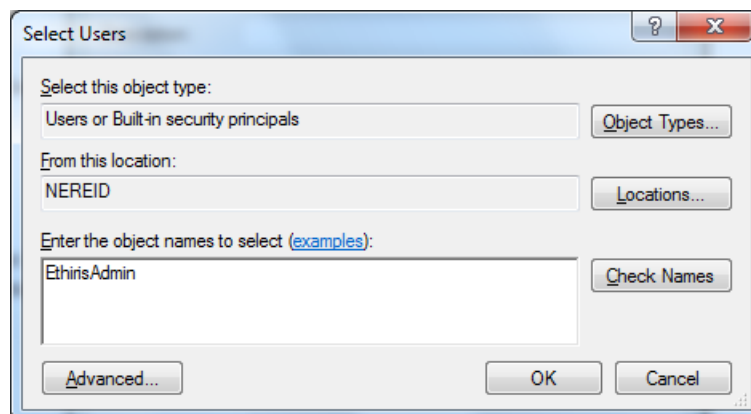 Select Users
Select this object type:
Users or Built-in security principals
Object Types...
From this location:
NEREID
Locations...
Enter the object names to select (examples):
EthirisAdmin
Check Names
Advanced...
OK
Cancel